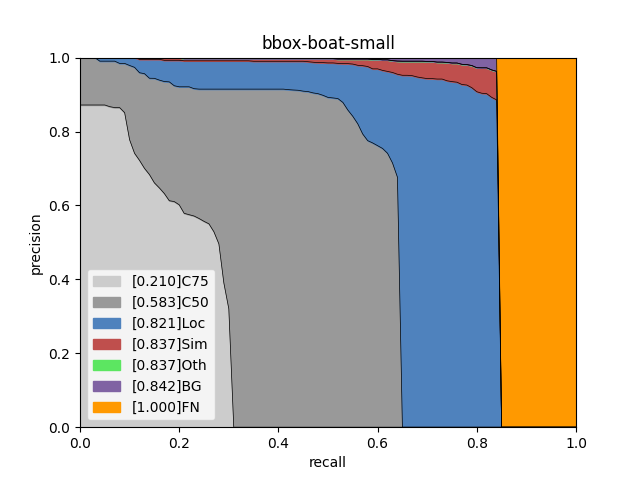 bbox-boat-small
1.0
0.8
0.6
0.4
0.2
0.0
precision
[0.210]C75
[0.583]C50
[0.821]Loc
[0.837]Sim
[0.837]Oth
[0.842]BG
[1.000]FN
0.0 0.2 0.4 0.6 0.8 1.0
recall